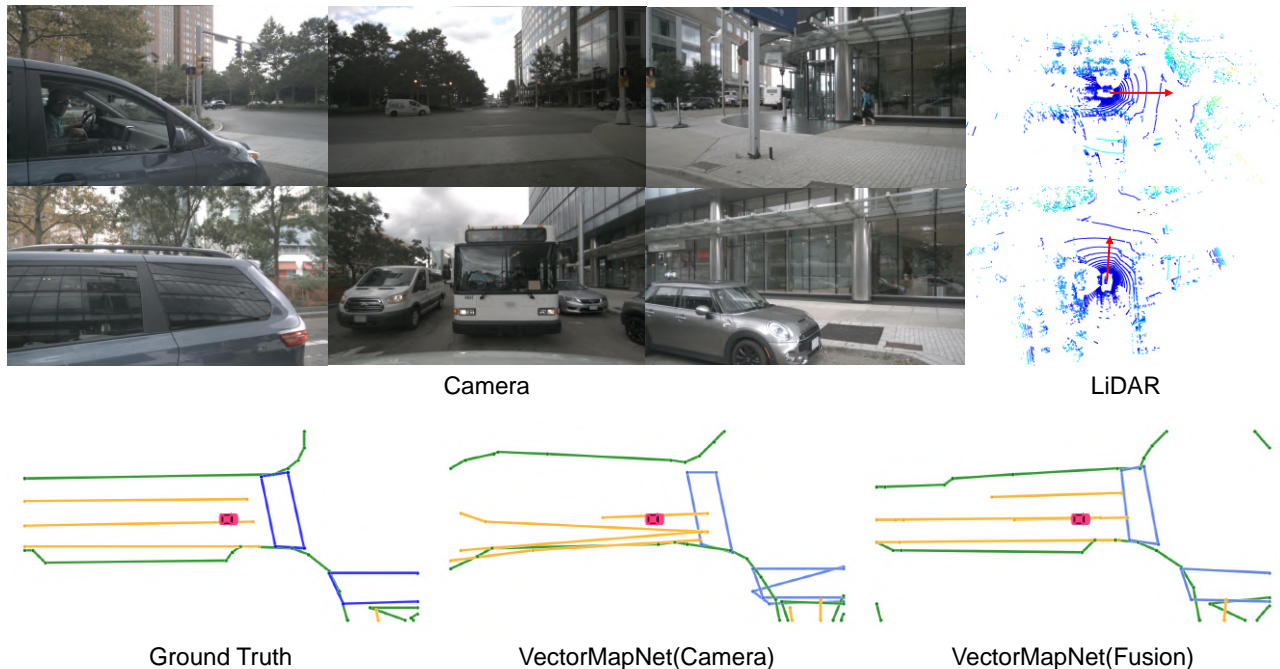 Camera
LiDAR
Ground Truth
VectorMapNet(Camera)
VectorMapNet(Fusion)